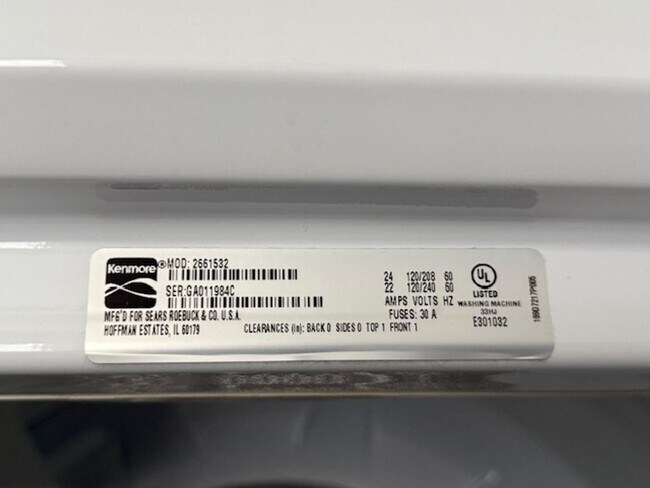 Kenmore ®
MOD: 2661532
SER:GA011984C
MFG'D FOR SEARS ROEBUCK & CO. U.S.A.
HOFFMAN ESTATES, IL 60179
CLEARANCES (in): BACK 0 SIDES 0 TOP 1 FRONT 1
24 120/208 60
22 120/240 60
AMPS VOLTS HZ
FUSES: 30 A
UL
LISTED
WASHING MACHINE
33HJ
E301032
189D7217P005